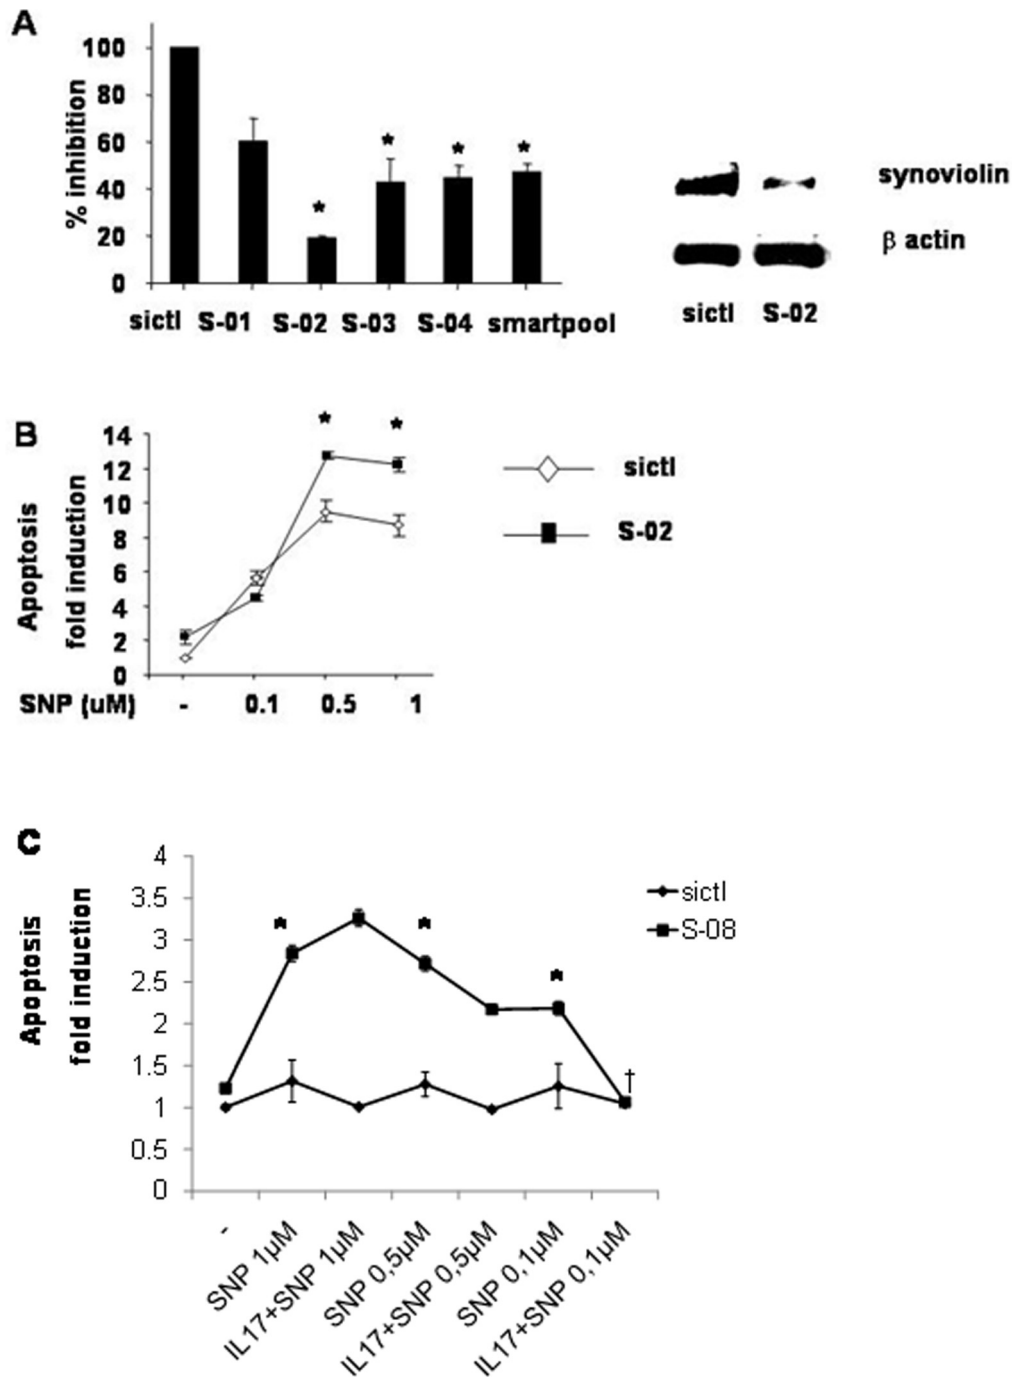 A
% inhibition
100
80
60
40
20
0
sictl S-01 S-02 S-03 S-04 smartpool
synoviolin
β actin
sictl S-02
B
Apoptosis
fold induction
14
12
10
8
6
4
2
0
SNP (uM) - 0.1 0.5 1
sictl
S-02
C
Apoptosis
fold induction
4
3.5
3
2.5
2
1.5
1
0.5
0
†
sictl
S-08
-
SNP 1µM
IL17+SNP 1µM
SNP 0,5µM
IL17+SNP 0,5µM
SNP 0,1µM
IL17+SNP 0,1µM